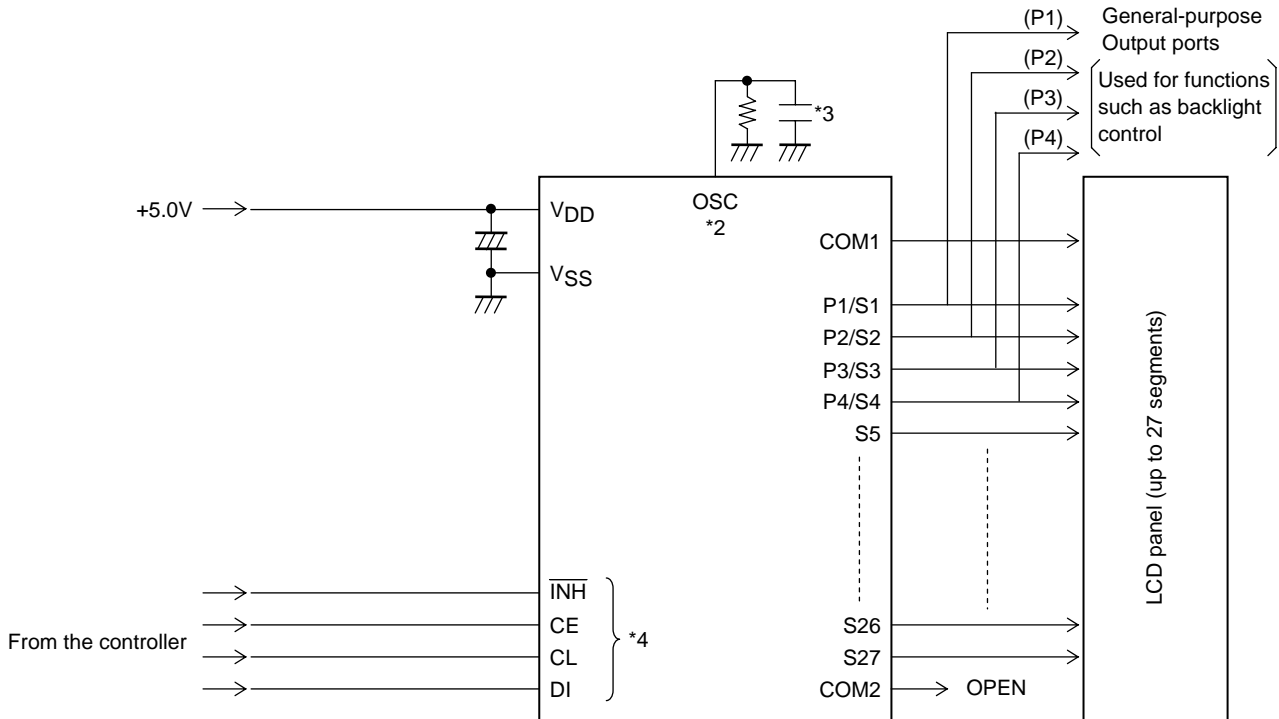 (P1)
General-purpose
Output ports
(P2)
Used for functions
such as backlight
control
(P3)
(P4)
*3
+5.0V
VDD
OSC
*2
VSS
COM1
P1/S1
P2/S2
P3/S3
P4/S4
S5
LCD panel (up to 27 segments)
From the controller
INH
CE
CL
DI
*4
S26
S27
COM2
OPEN